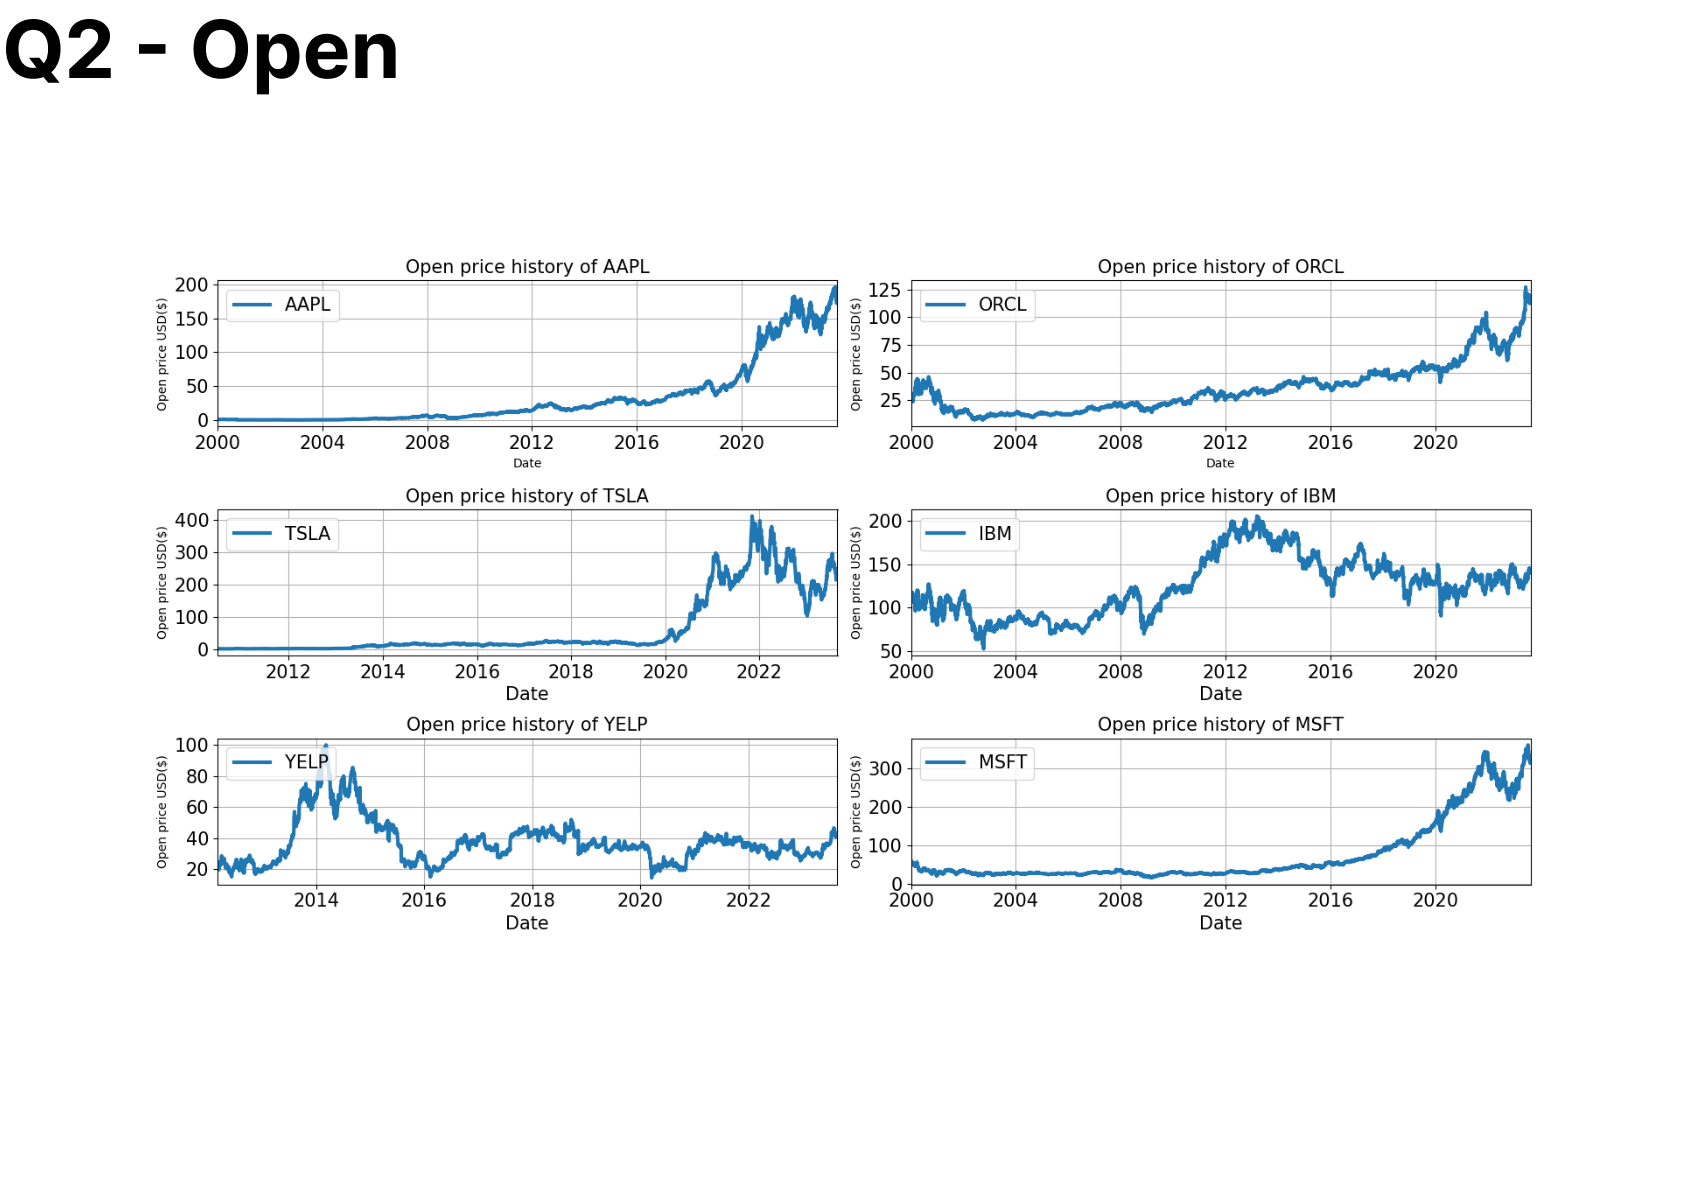 Q2 - Open
Open price history of AAPL
Open price USD($)
200
150
100
50
0
AAPL
2000 2004 2008 2012 2016 2020
Date
Open price history of ORCL
Open price USD($)
125
100
75
50
25
ORCL
2000 2004 2008 2012 2016 2020
Date
Open price history of TSLA
Open price USD($)
400
300
200
100
0
TSLA
2012 2014 2016 2018 2020 2022
Date
Open price history of IBM
Open price USD($)
200
150
100
50
IBM
2000 2004 2008 2012 2016 2020
Date
Open price history of YELP
Open price USD($)
100
80
60
40
20
YELP
2014 2016 2018 2020 2022
Date
Open price history of MSFT
Open price USD($)
300
200
100
0
MSFT
2000 2004 2008 2012 2016 2020
Date